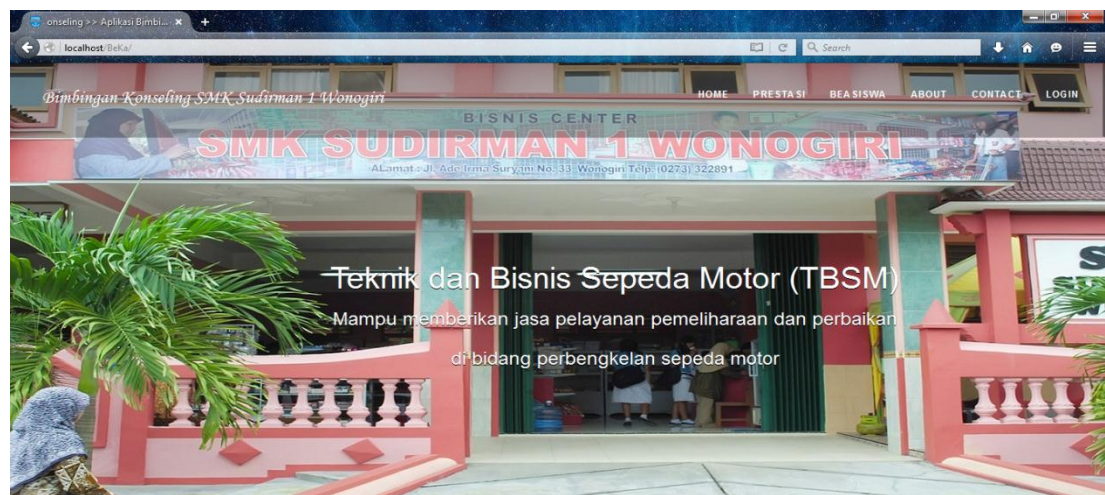 onseling >> Aplikasi Bimbi...
localhost/BeKa/
Search
Bimbingan Konseling SMK Sudirman 1 Wonogiri
HOME PRESTASI BEASISWA ABOUT CONTACT LOGIN
BISNIS CENTER
SMK SUDIRMAN 1 WONOGIRI
ALamat : Jl. Ade Irma Suryani No. 33 Wonogiri Telp. (0273) 322891
Teknik dan Bisnis Sepeda Motor (TBSM)
Mampu memberikan jasa pelayanan pemeliharaan dan perbaikan
di bidang perbengkelan sepeda motor